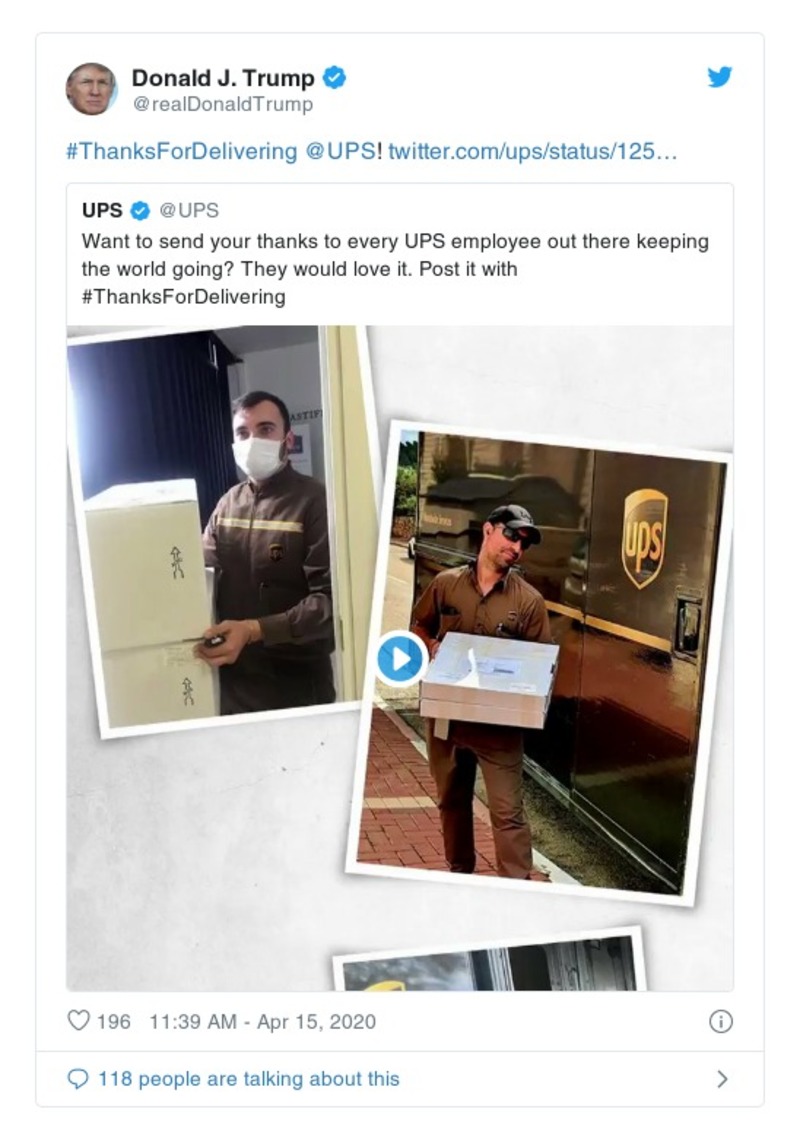 Donald J. Trump
@realDonaldTrump
#ThanksForDelivering @UPS! twitter.com/ups/status/125…
UPS @UPS
Want to send your thanks to every UPS employee out there keeping
the world going? They would love it. Post it with
#ThanksForDelivering
ups
196 11:39 AM - Apr 15, 2020
118 people are talking about this